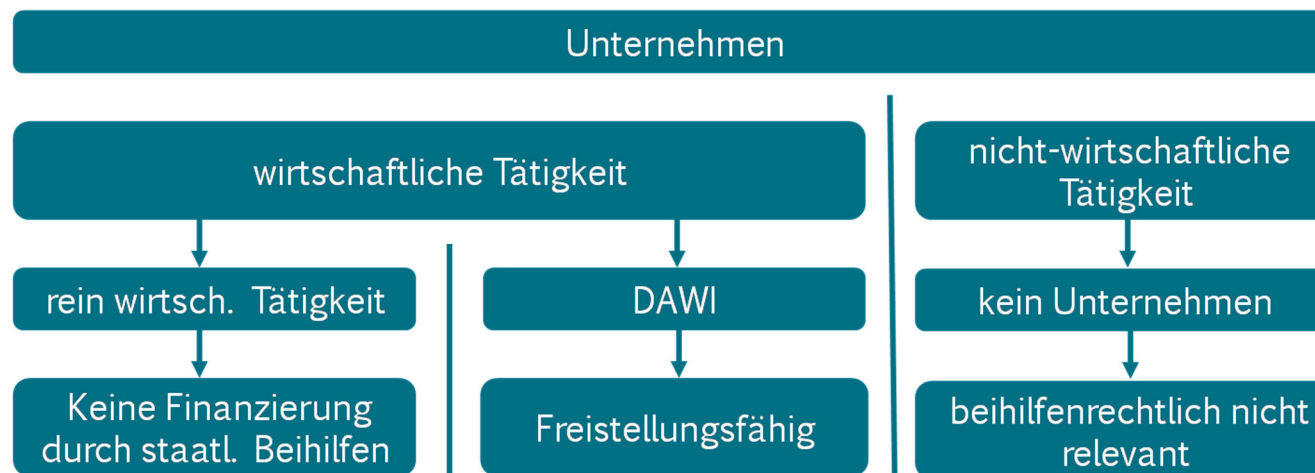 Unternehmen
wirtschaftliche Tätigkeit
nicht-wirtschaftliche
Tätigkeit
rein wirtsch. Tätigkeit
DAWI
kein Unternehmen
Keine Finanzierung
durch staatl. Beihilfen
Freistellungsfähig
beihilfenrechtlich nicht
relevant